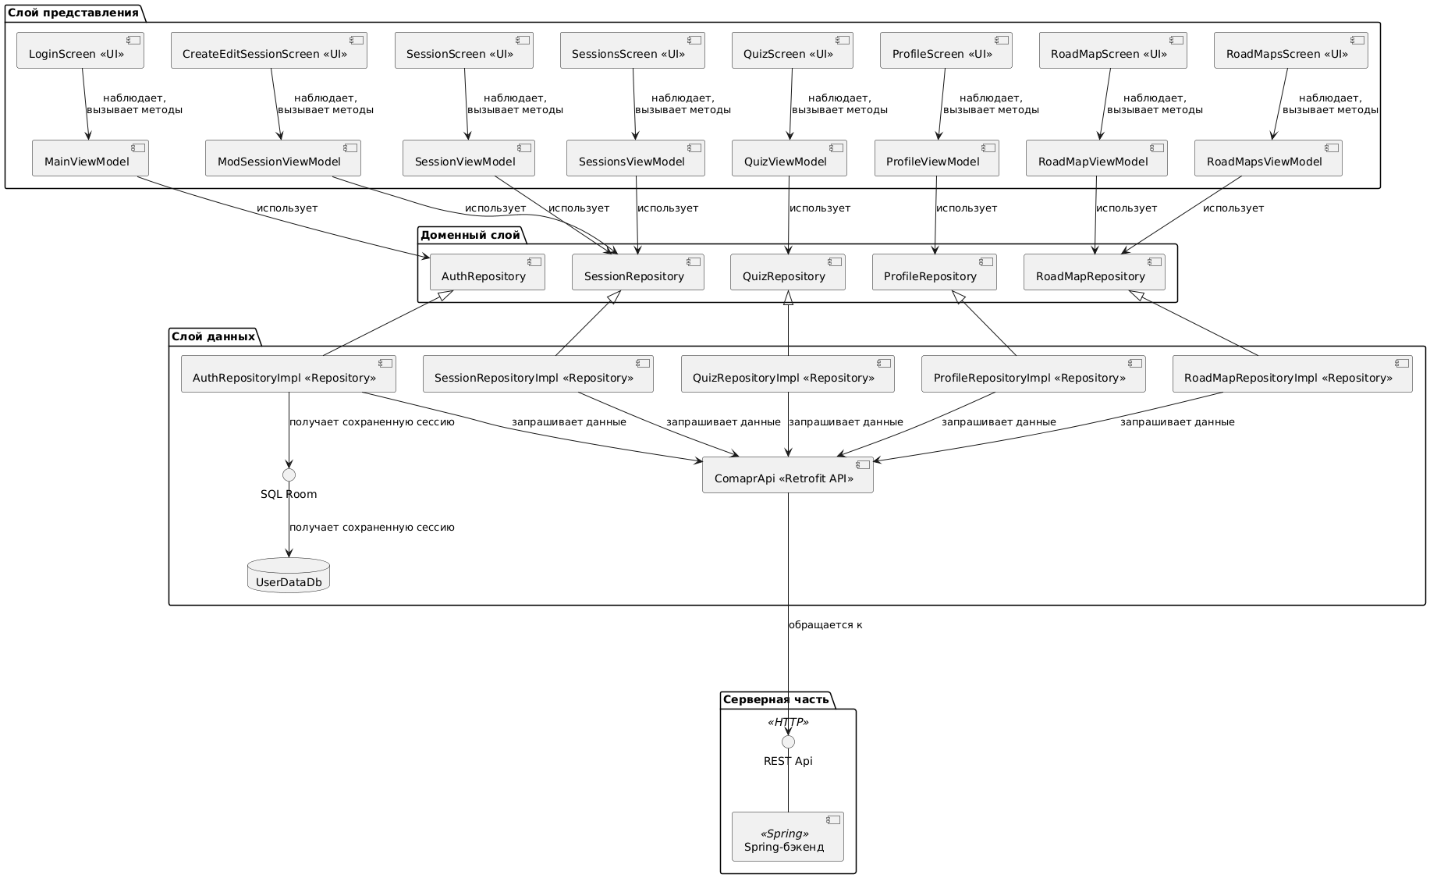 Слой представления
LoginScreen «UI»
CreateEditSessionScreen «UI»
SessionScreen «UI»
SessionsScreen «UI»
QuizScreen «UI»
ProfileScreen «UI»
RoadMapScreen «UI»
RoadMapsScreen «UI»
наблюдает,
вызывает методы
наблюдает,
вызывает методы
наблюдает,
вызывает методы
наблюдает,
вызывает методы
наблюдает,
вызывает методы
наблюдает,
вызывает методы
наблюдает,
вызывает методы
наблюдает,
вызывает методы
MainViewModel
ModSessionViewModel
SessionViewModel
SessionsViewModel
QuizViewModel
ProfileViewModel
RoadMapViewModel
RoadMapsViewModel
использует
использует
использует
использует
использует
использует
использует
использует
Доменный слой
AuthRepository
SessionRepository
QuizRepository
ProfileRepository
RoadMapRepository
Слой данных
AuthRepositoryImpl «Repository»
SessionRepositoryImpl «Repository»
QuizRepositoryImpl «Repository»
ProfileRepositoryImpl «Repository»
RoadMapRepositoryImpl «Repository»
получает сохраненную сессию
запрашивает данные
запрашивает данные
запрашивает данные
запрашивает данные
запрашивает данные
ComaprApi «Retrofit API»
SQL Room
получает сохраненную сессию
UserDataDb
обращается к
Серверная часть
«HTTP»
REST Api
«Spring»
Spring-бэкенд